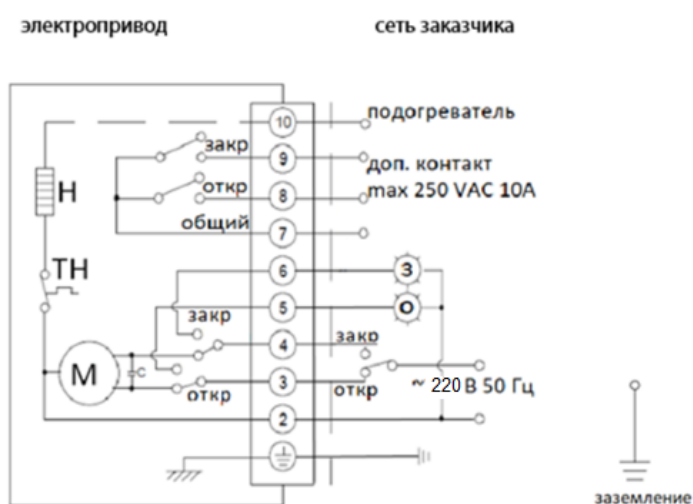 электропривод
сеть заказчика
10
подогреватель
закр
9
доп. контакт
H
откр
8
max 250 VAC 10A
общий
7
TH
6
З
5
О
закр
4
закр
M
C
3
откр
откр
~ 220 В 50 Гц
2
заземление